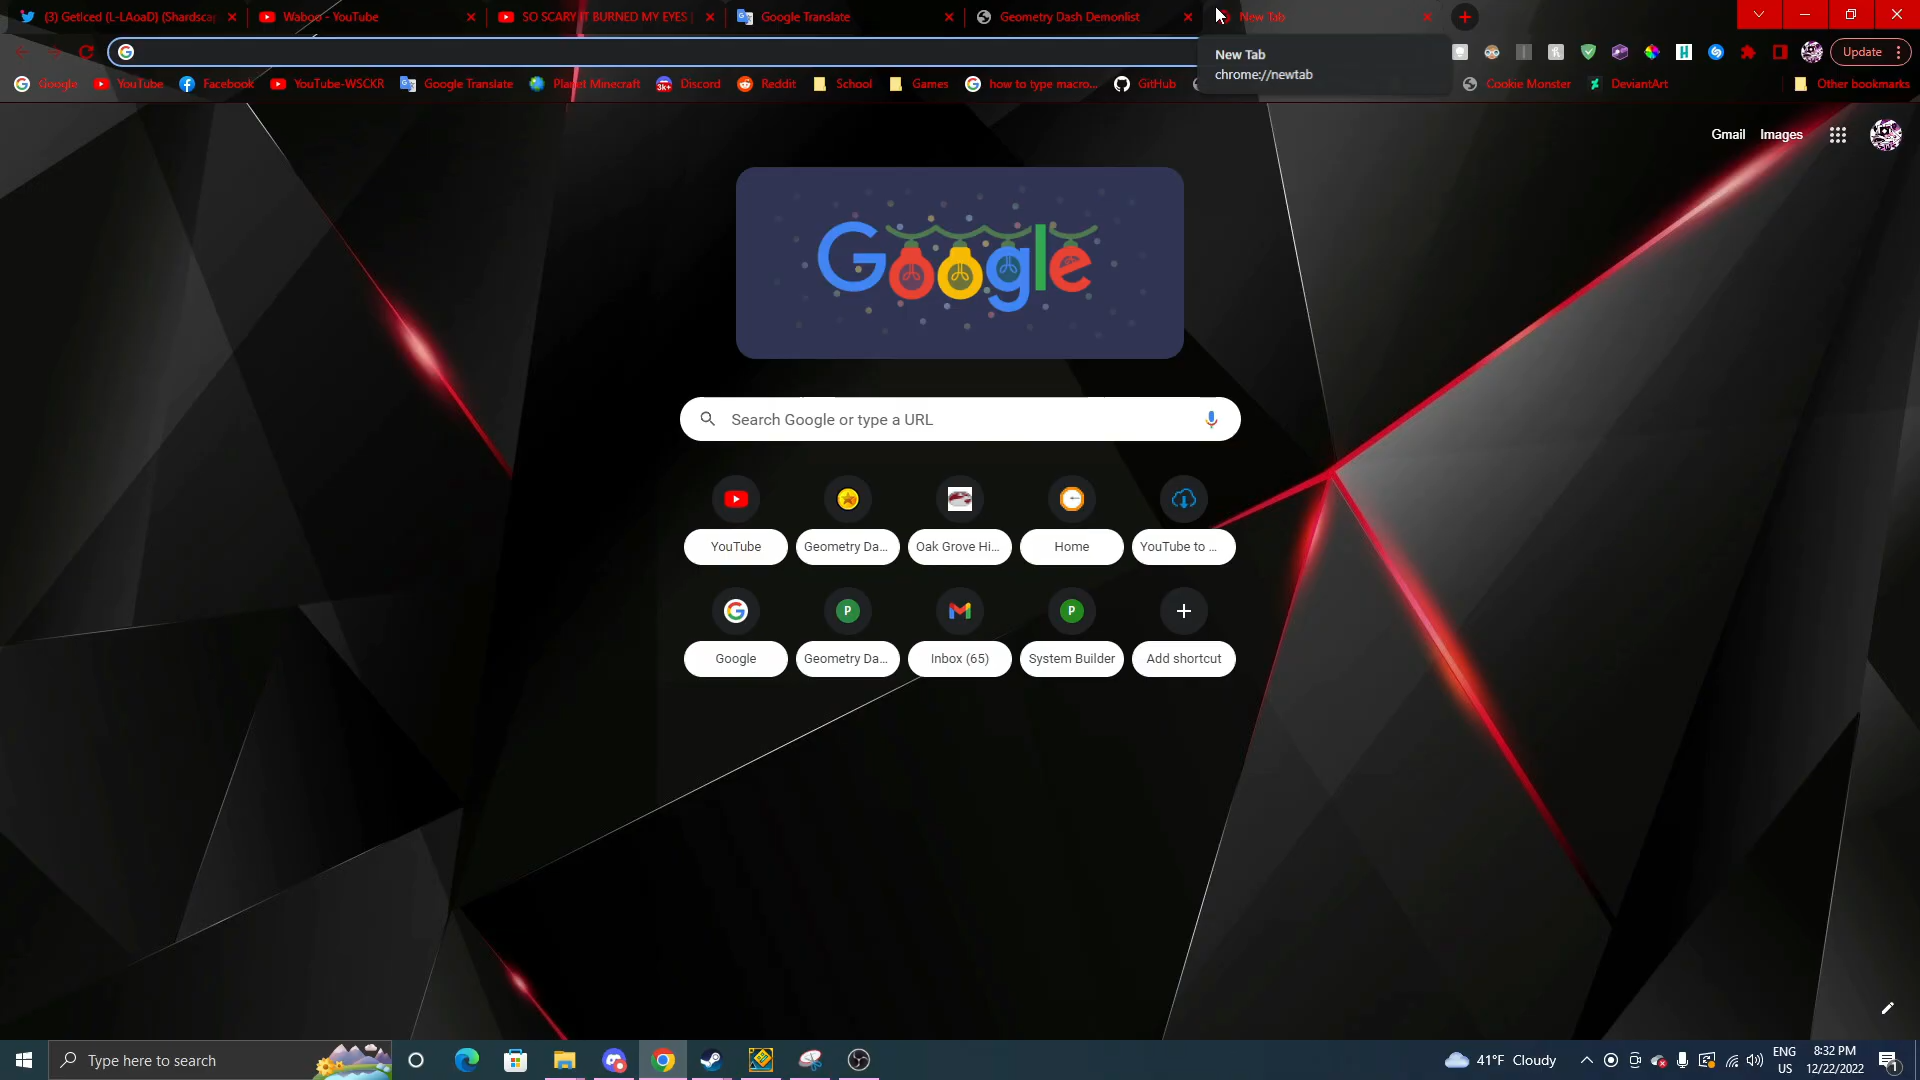 (3) GetIced (L-LAoaD) (Shardscap
Waboo - YouTube
SO SCARY IT BURNED MY EYES |
Google Translate
Geometry Dash Demonlist
New Tab
New Tab
chrome://newtab
Update
Google
YouTube
Facebook
YouTube-WSCKR
Google Translate
Planet Minecraft
3k+
Discord
Reddit
School
Games
how to type macro...
GitHub
Cookie Monster
DeviantArt
Other bookmarks
Gmail
Images
Google
Search Google or type a URL
YouTube
Geometry Da...
Oak Grove Hi...
Home
YouTube to ...
P
P
Google
Geometry Da...
Inbox (65)
System Builder
Add shortcut
Type here to search
41°F Cloudy
ENG
US
8:32 PM
12/22/2022
1